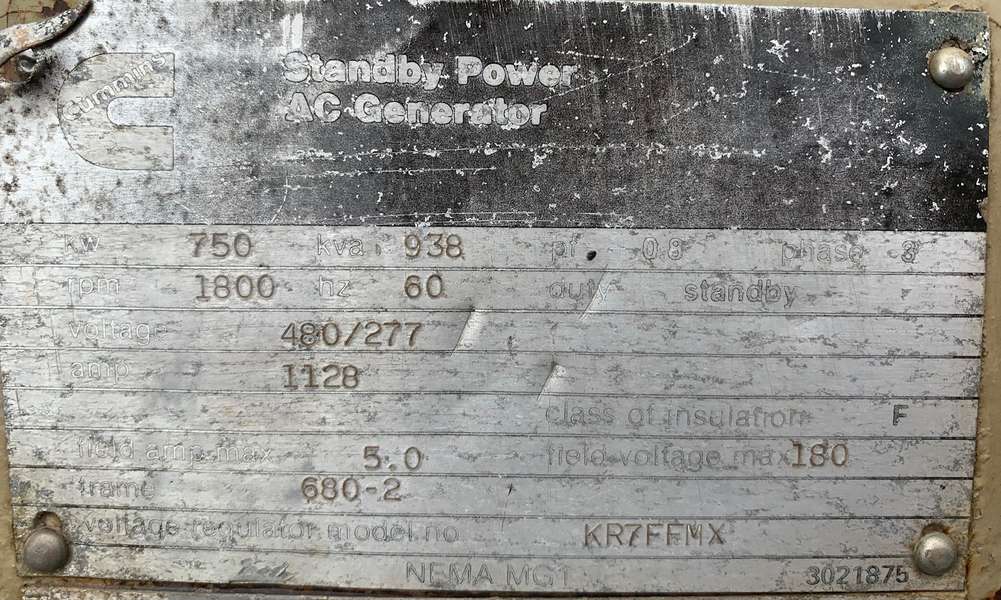 cummins
Standby Power
AC Generator
kw 750 kva 938 pf 0.8 phase 3
rpm 1800 hz 60 duty standby
voltage 480/277
amp 1128
class of insulation F
field amp max 5.0 field voltage max 180
frame 680-2
voltage regulator model no KR7FFMX
NEMA MG1 3021875